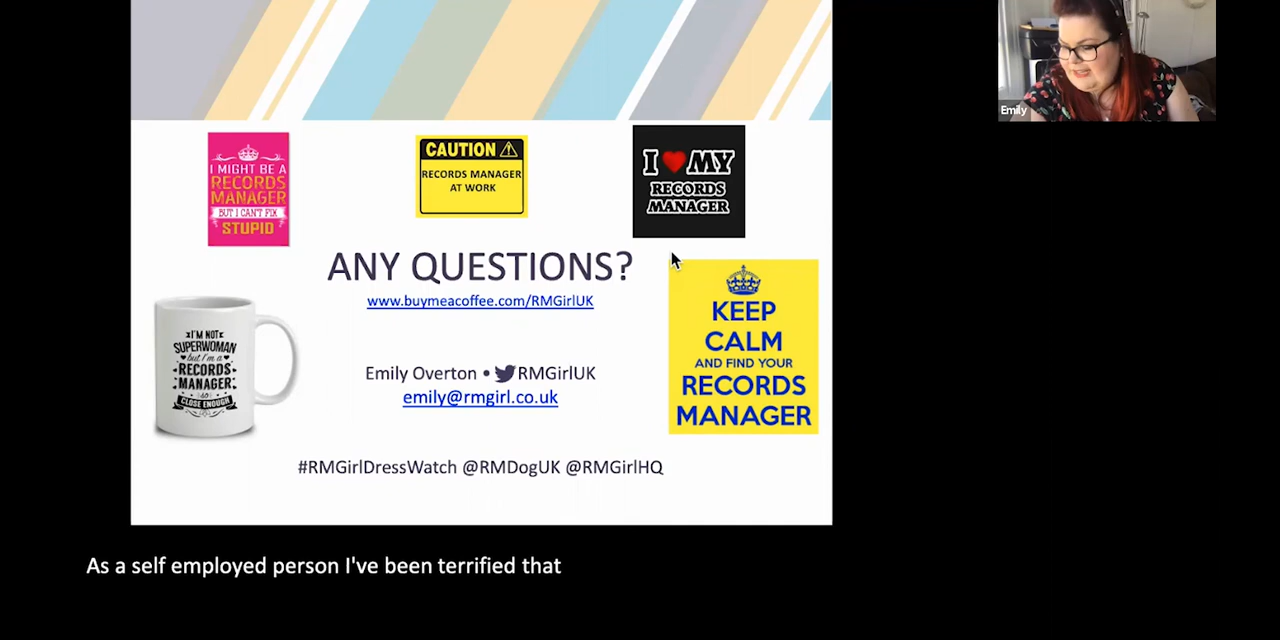 Emily
I MIGHT BE A
RECORDS
MANAGER
BUT I CAN'T FIX
STUPID
CAUTION
RECORDS MANAGER
AT WORK
I ❤ MY
RECORDS
MANAGER
ANY QUESTIONS?
www.buymeacoffee.com/RMGirlUK
I'M NOT
SUPERWOMAN
but I'm a
RECORDS
MANAGER
SO
CLOSE ENOUGH
KEEP
CALM
AND FIND YOUR
RECORDS
MANAGER
Emily Overton • RMGirlUK
emily@rmgirl.co.uk
#RMGirlDressWatch @RMDogUK @RMGirlHQ
As a self employed person I've been terrified that